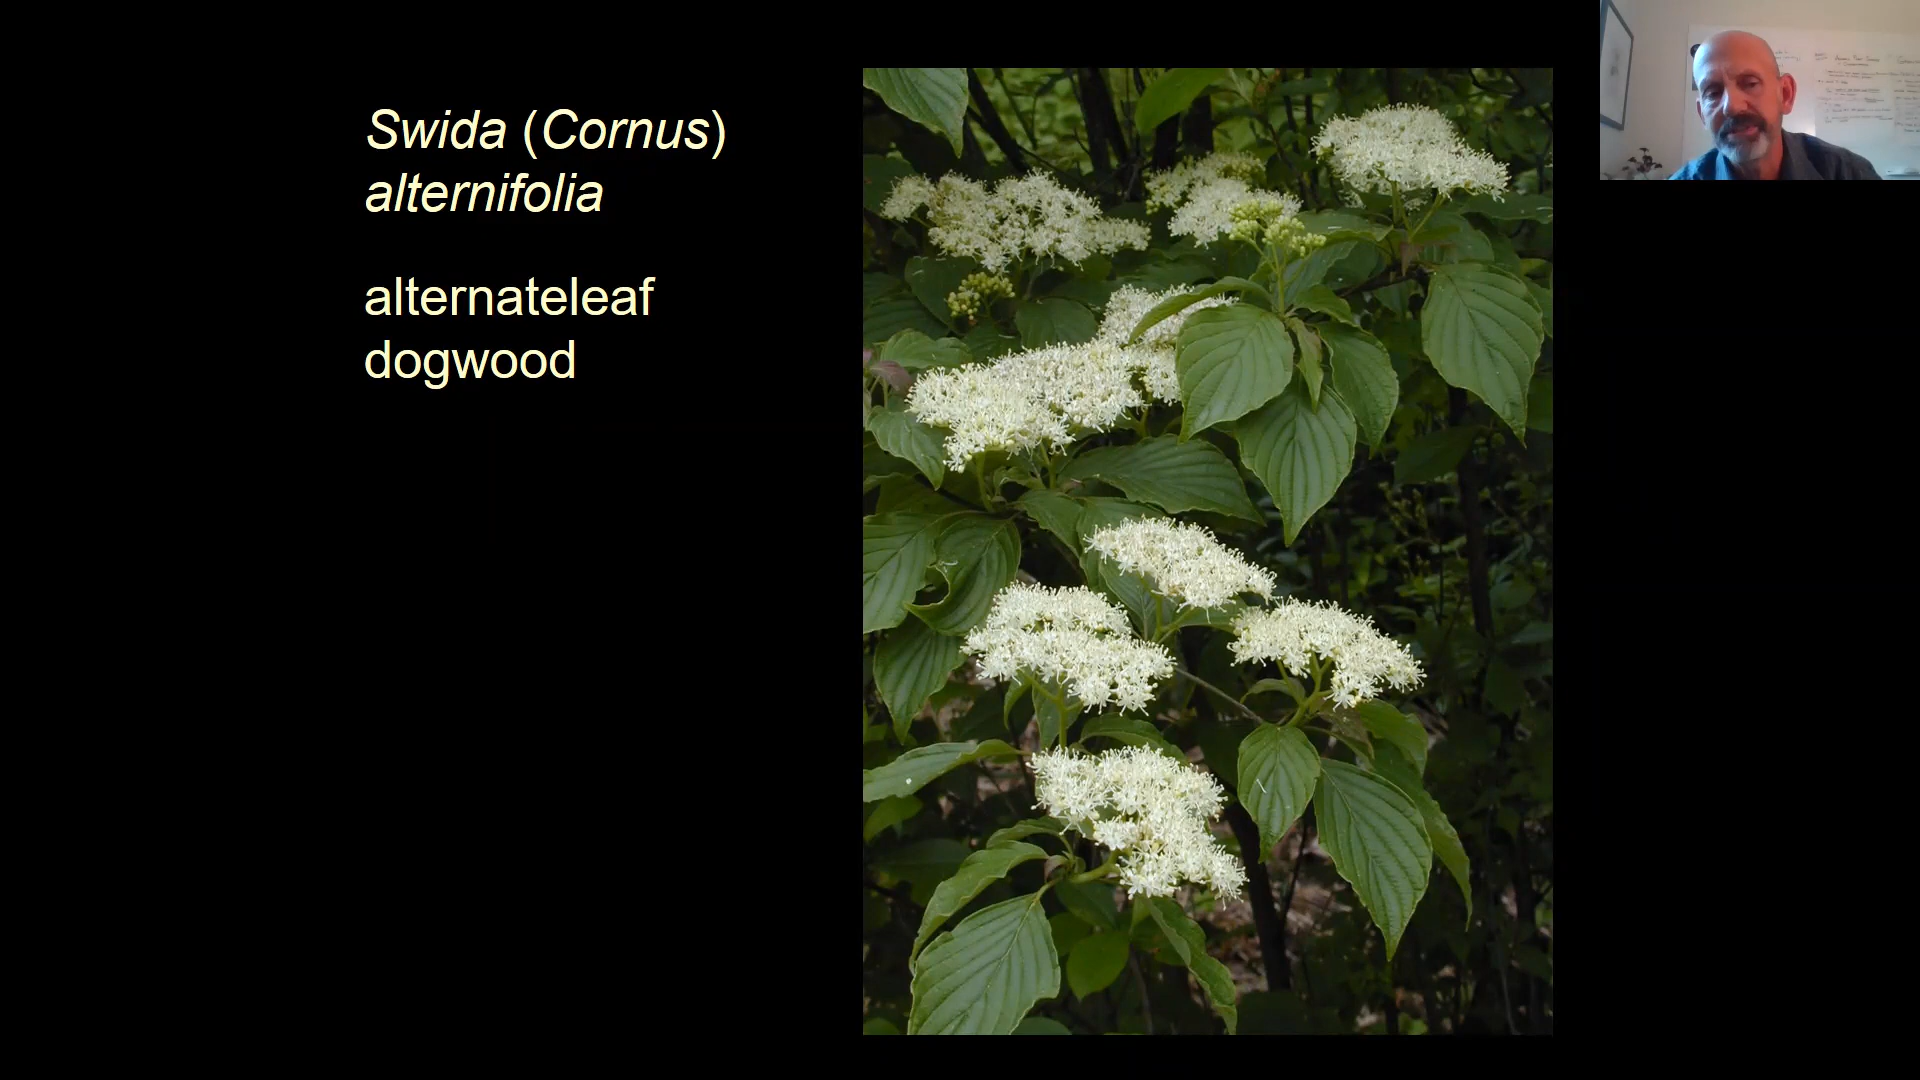 Swida (Cornus)
alternifolia
alternateleaf
dogwood